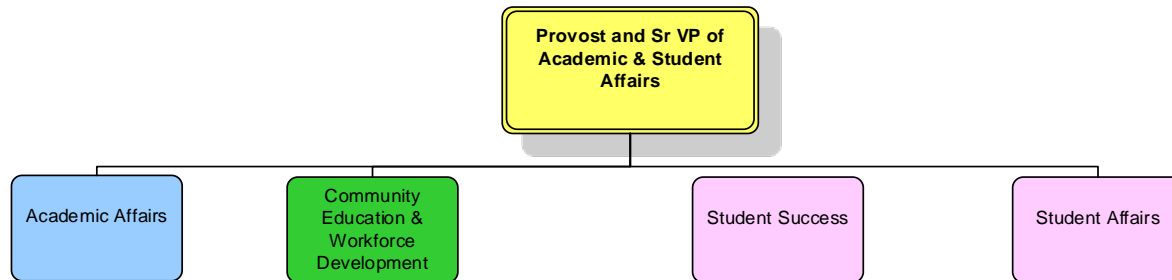 Provost and Sr VP of
Academic & Student
Affairs
Academic Affairs
Community
Education &
Workforce
Development
Student Success
Student Affairs